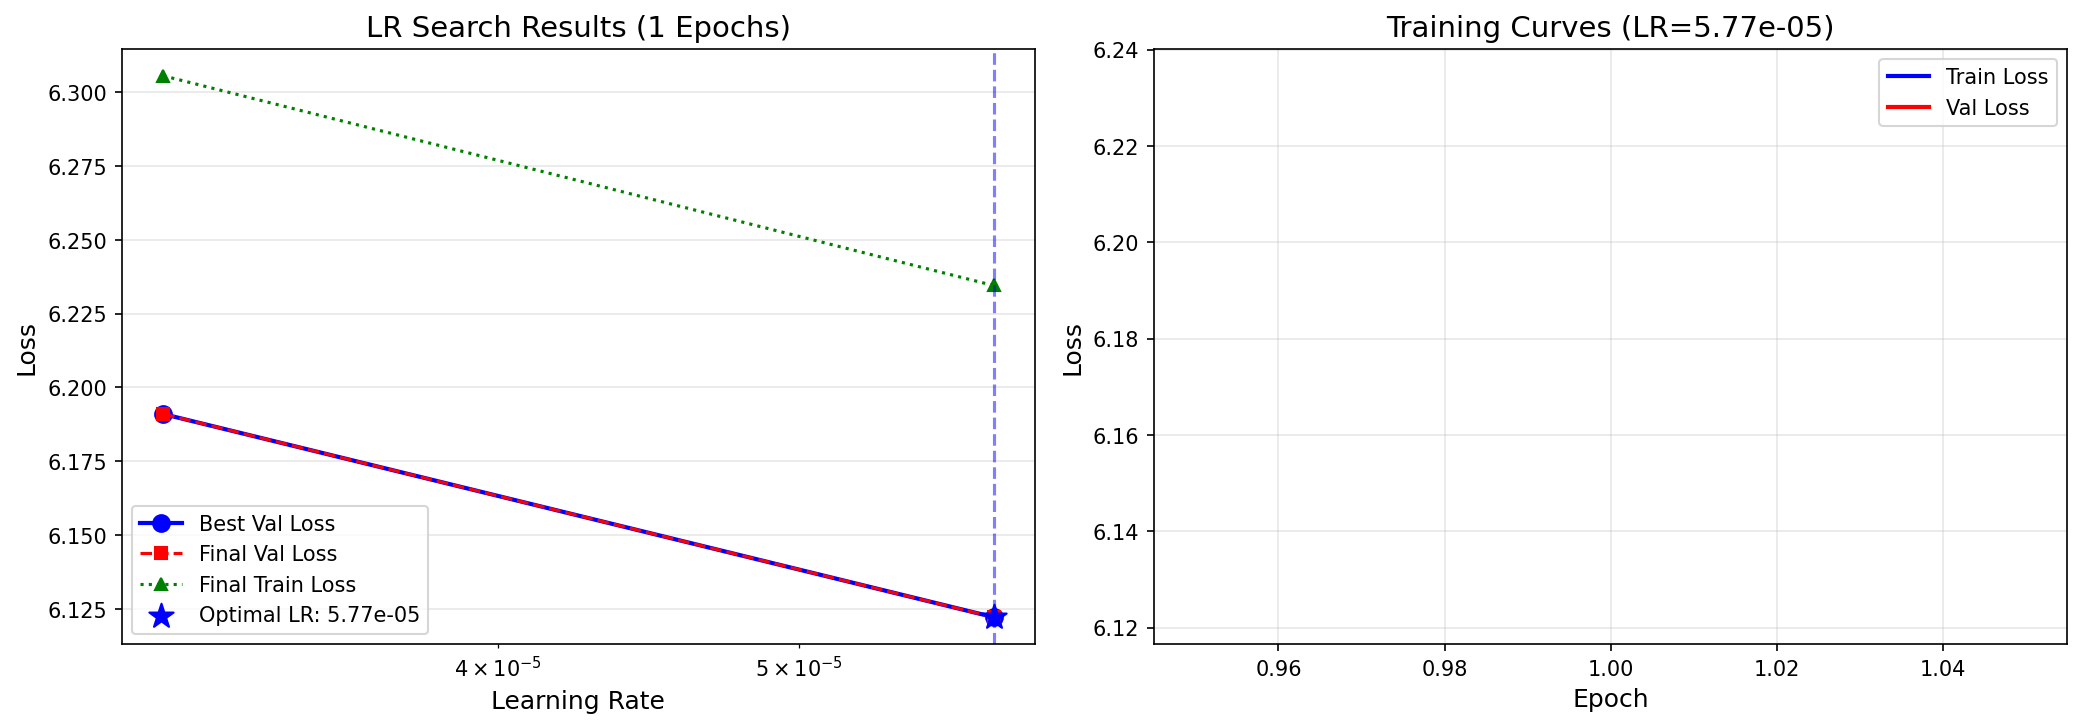 LR Search Results (1 Epochs)
6.300
6.275
6.250
6.225
6.200
6.175
6.150
6.125
Loss
Best Val Loss
Final Val Loss
Final Train Loss
Optimal LR: 5.77e-05
4 × 10⁻⁵
5 × 10⁻⁵
Learning Rate
Training Curves (LR=5.77e-05)
6.24
6.22
6.20
6.18
6.16
6.14
6.12
Loss
Train Loss
Val Loss
0.96
0.98
1.00
1.02
1.04
Epoch